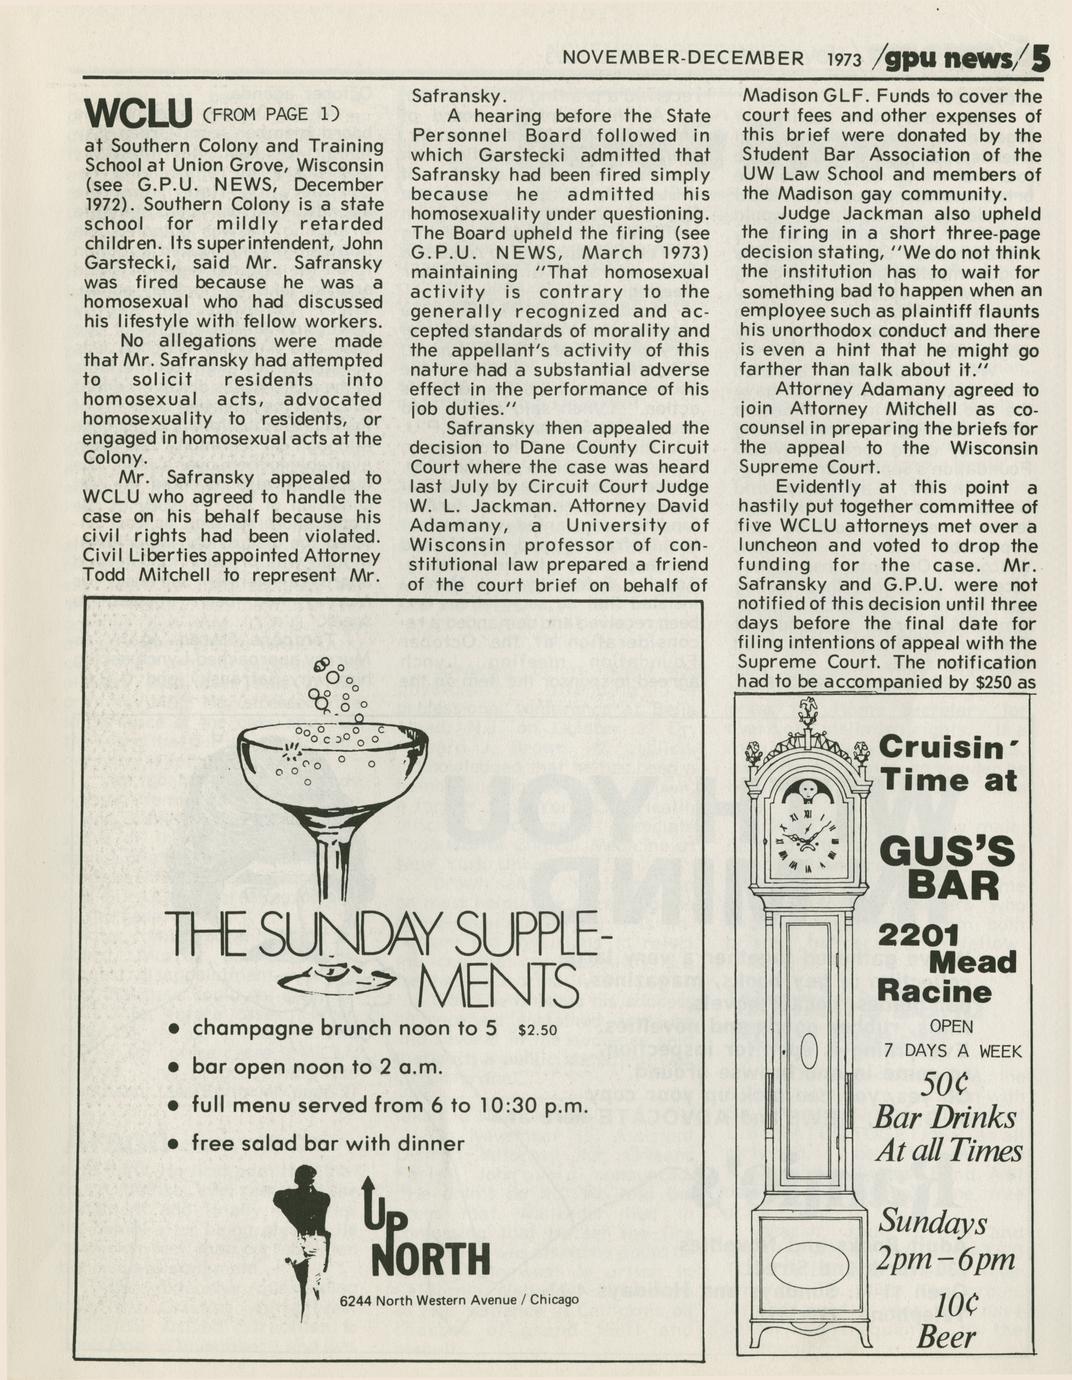 NOVEMBER-DECEMBER 1973 /gpu news/ 5
WCLU (FROM PAGE 1)
at Southern Colony and Training
School at Union Grove, Wisconsin
(see G.P.U. NEWS, December
1972). Southern Colony is a state
school for mildly retarded
children. Its superintendent, John
Garstecki, said Mr. Safransky
was fired because he was a
homosexual who had discussed
his lifestyle with fellow workers.
No allegations were made
that Mr. Safransky had attempted
to solicit residents into
homosexual acts, advocated
homosexuality to residents, or
engaged in homosexual acts at the
Colony.
Mr. Safransky appealed to
WCLU who agreed to handle the
case on his behalf because his
civil rights had been violated.
Civil Liberties appointed Attorney
Todd Mitchell to represent Mr.
Safransky.
A hearing before the State
Personnel Board followed in
which Garstecki admitted that
Safransky had been fired simply
because he admitted his
homosexuality under questioning.
The Board upheld the firing (see
G.P.U. NEWS, March 1973)
maintaining "That homosexual
activity is contrary to the
generally recognized and ac-
cepted standards of morality and
the appellant's activity of this
nature had a substantial adverse
effect in the performance of his
job duties."
Safransky then appealed the
decision to Dane County Circuit
Court where the case was heard
last July by Circuit Court Judge
W. L. Jackman. Attorney David
Adamany, a University of
Wisconsin professor of con-
stitutional law prepared a friend
of the court brief on behalf of
Madison GLF. Funds to cover the
court fees and other expenses of
this brief were donated by the
Student Bar Association of the
UW Law School and members of
the Madison gay community.
Judge Jackman also upheld
the firing in a short three-page
decision stating, "We do not think
the institution has to wait for
something bad to happen when an
employee such as plaintiff flaunts
his unorthodox conduct and there
is even a hint that he might go
farther than talk about it."
Attorney Adamany agreed to
join Attorney Mitchell as co-
counsel in preparing the briefs for
the appeal to the Wisconsin
Supreme Court.
Evidently at this point a
hastily put together committee of
five WCLU attorneys met over a
luncheon and voted to drop the
funding for the case. Mr.
Safransky and G.P.U. were not
notified of this decision until three
days before the final date for
filing intentions of appeal with the
Supreme Court. The notification
had to be accompanied by $250 as
THE SUNDAY SUPPLE-
MENTS
• champagne brunch noon to 5 $2.50
• bar open noon to 2 a.m.
• full menu served from 6 to 10:30 p.m.
• free salad bar with dinner
UP
NORTH
6244 North Western Avenue / Chicago
Cruisin'
Time at
GUS'S
BAR
2201
Mead
Racine
OPEN
7 DAYS A WEEK
50¢
Bar Drinks
At all Times
Sundays
2pm–6pm
10¢
Beer